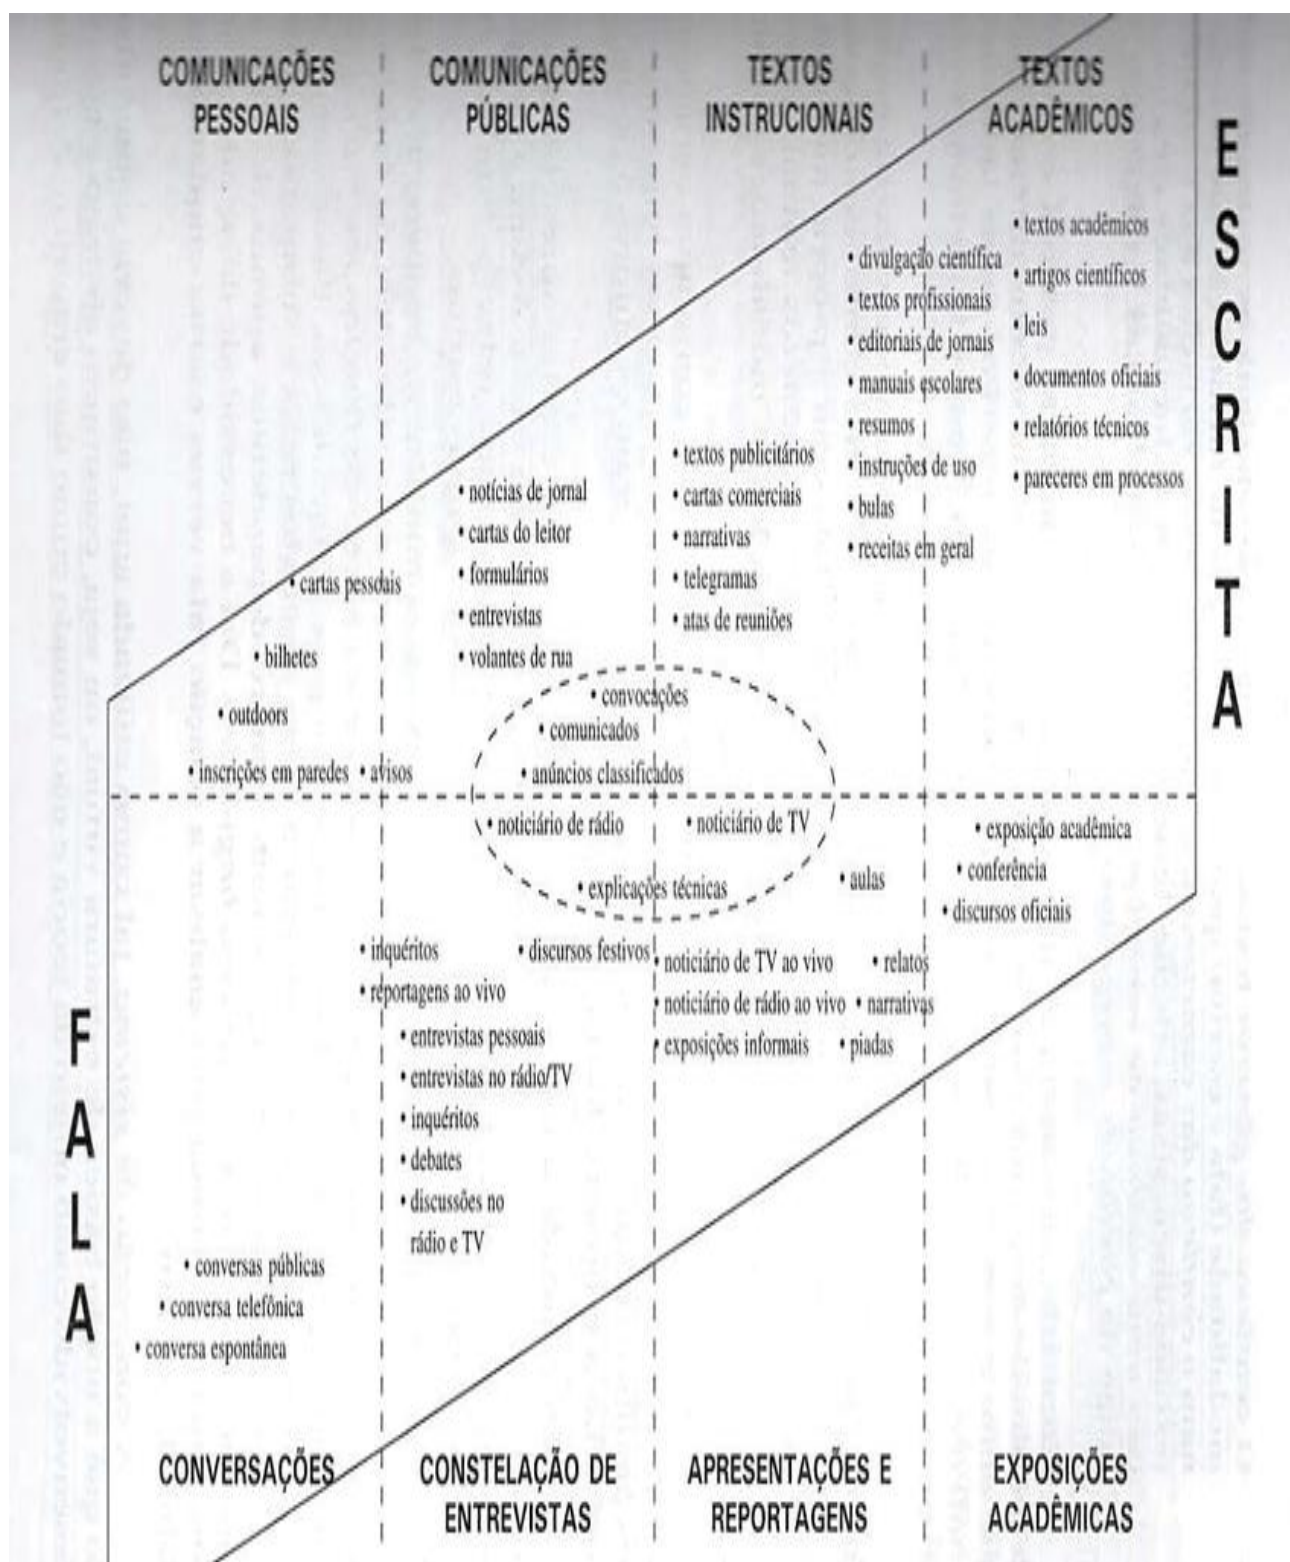 COMUNICAÇÕES
PESSOAIS
COMUNICAÇÕES
PÚBLICAS
TEXTOS
INSTRUCIONAIS
TEXTOS
ACADÊMICOS
ESCRITA
• textos acadêmicos
• artigos científicos
• leis
• documentos oficiais
• relatórios técnicos
• pareceres em processos
• divulgação científica
• textos profissionais
• editoriais de jornais
• manuais escolares
• resumos
• instruções de uso
• bulas
• receitas em geral
• textos publicitários
• cartas comerciais
• narrativas
• telegramas
• atas de reuniões
• notícias de jornal
• cartas do leitor
• formulários
• entrevistas
• volantes de rua
• cartas pessoais
• bilhetes
• outdoors
• inscrições em paredes • avisos
• convocações
• comunicados
• anúncios classificados
• noticiário de rádio
• noticiário de TV
• explicações técnicas
• aulas
• exposição acadêmica
• conferência
• discursos oficiais
• inquéritos
• reportagens ao vivo
• discursos festivos
• noticiário de TV ao vivo • relatos
• noticiário de rádio ao vivo • narrativas
• exposições informais • piadas
• entrevistas pessoais
• entrevistas no rádio/TV
• inquéritos
• debates
• discussões no
rádio e TV
FALA
• conversas públicas
• conversa telefônica
• conversa espontânea
CONVERSAÇÕES
CONSTELAÇÃO DE
ENTREVISTAS
APRESENTAÇÕES E
REPORTAGENS
EXPOSIÇÕES
ACADÊMICAS